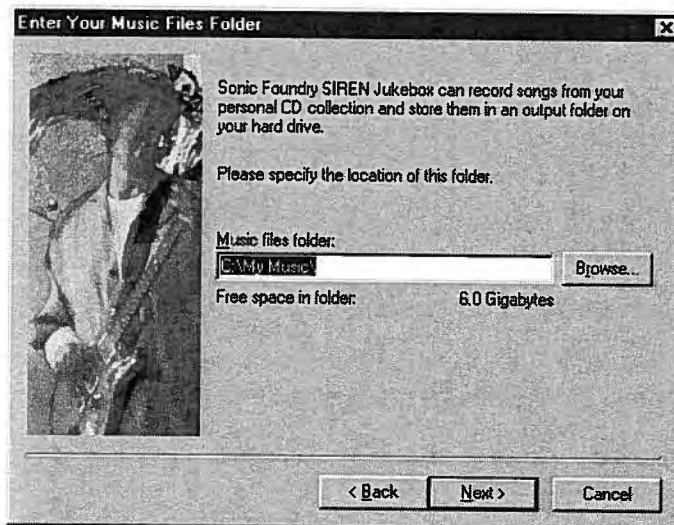 Enter Your Music Files Folder
Sonic Foundry SIREN Jukebox can record songs from your
personal CD collection and store them in an output folder on
your hard drive.
Please specify the location of this folder.
Music files folder:
C:\My Music\
Browse...
Free space in folder: 6.0 Gigabytes
< Back Next > Cancel